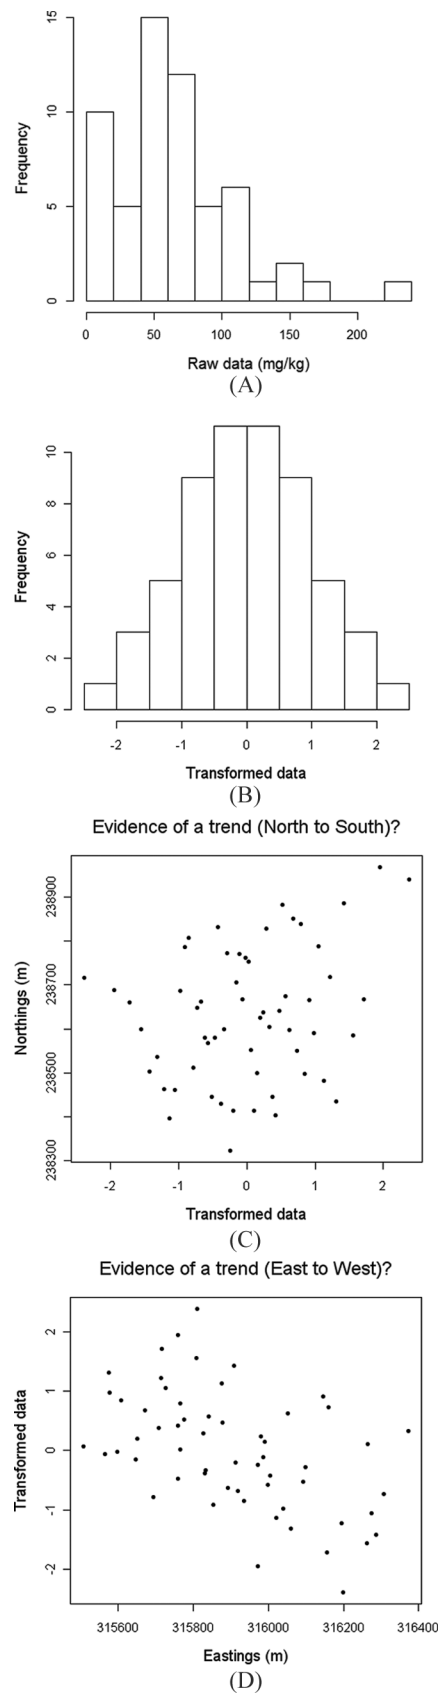 15
10
5
0
Frequency
0 50 100 150 200
Raw data (mg/kg)
(A)
10
8
6
4
2
0
Frequency
-2 -1 0 1 2
Transformed data
(B)
Evidence of a trend (North to South)?
238900
238700
238500
238300
Northings (m)
-2 -1 0 1 2
Transformed data
(C)
Evidence of a trend (East to West)?
2
1
0
-1
-2
Transformed data
315600 315800 316000 316200 316400
Eastings (m)
(D)